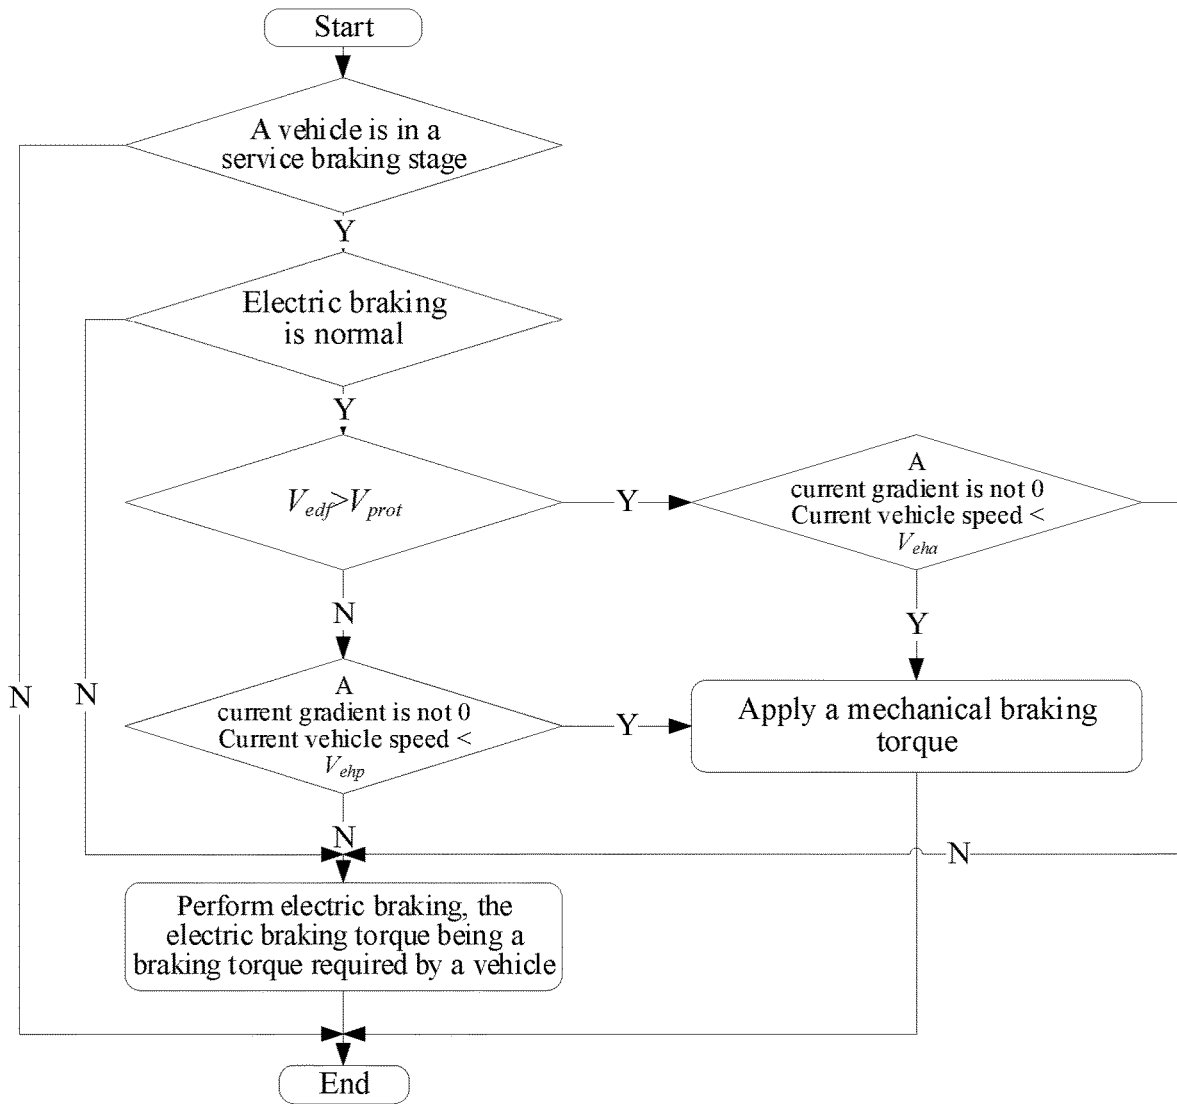 Start
A vehicle is in a
service braking stage
Y
Electric braking
is normal
Y
V_edf>V_prot
Y
A
current gradient is not 0
Current vehicle speed <
V_eha
N
Y
N
N
A
current gradient is not 0
Current vehicle speed <
V_ehp
Y
Apply a mechanical braking
torque
N
N
Perform electric braking, the
electric braking torque being a
braking torque required by a vehicle
End